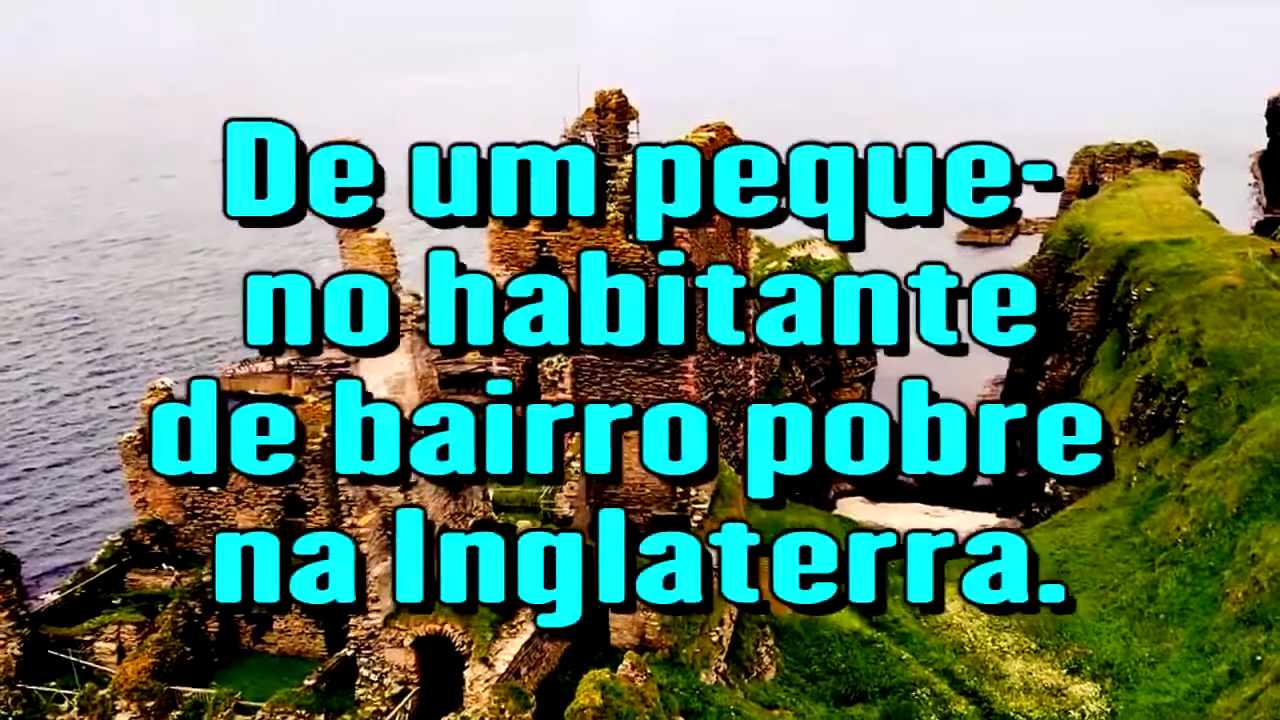 De um peque-
no habitante
de bairro pobre
na Inglaterra.